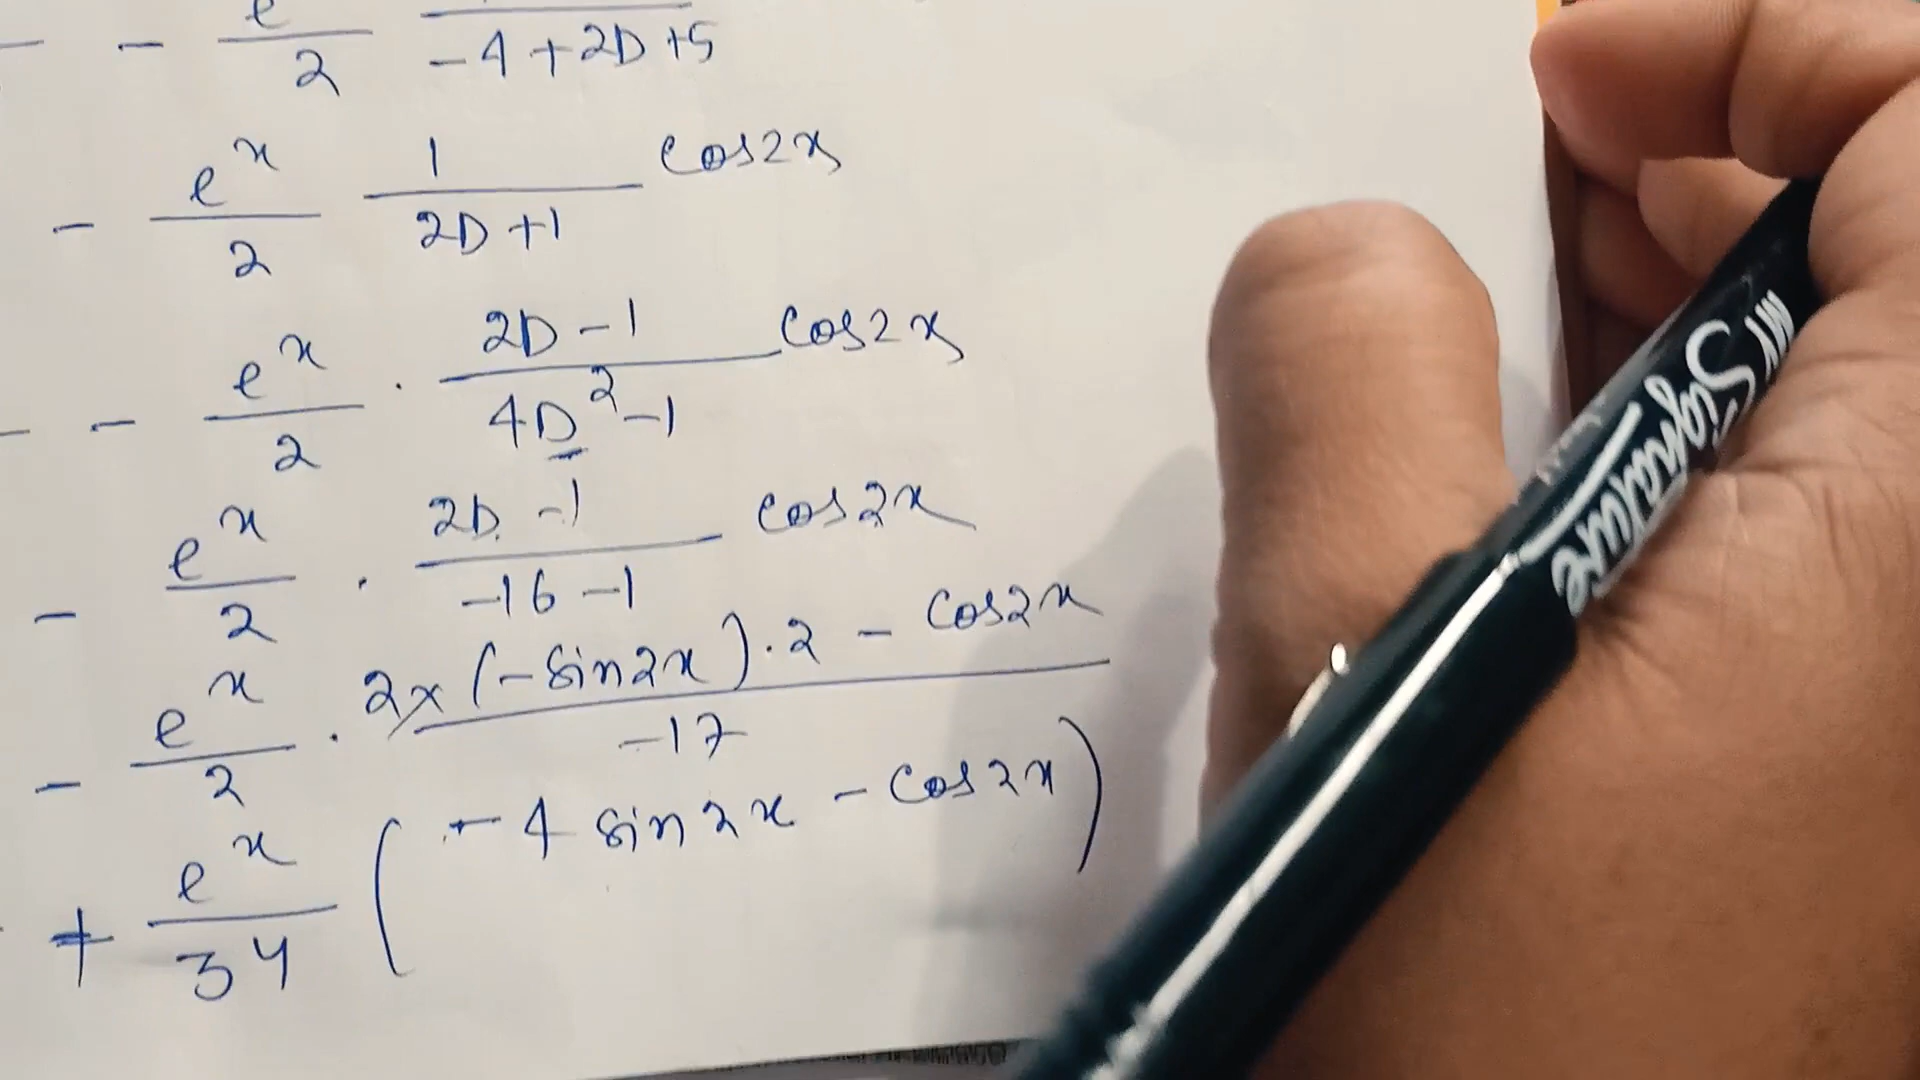 - e / 2 -4+2D+5
- e^x/2 1/(2D+1) cos2x
- e^x/2 . (2D-1)/(4D^2-1) cos2x
- e^x/2 . (2D-1)/(-16-1) cos2x
- e^x/2 . (2x(-sin2x).2 - cos2x)/(-17)
+ e^x/34 (-4 sin2x - cos2x)
Signature